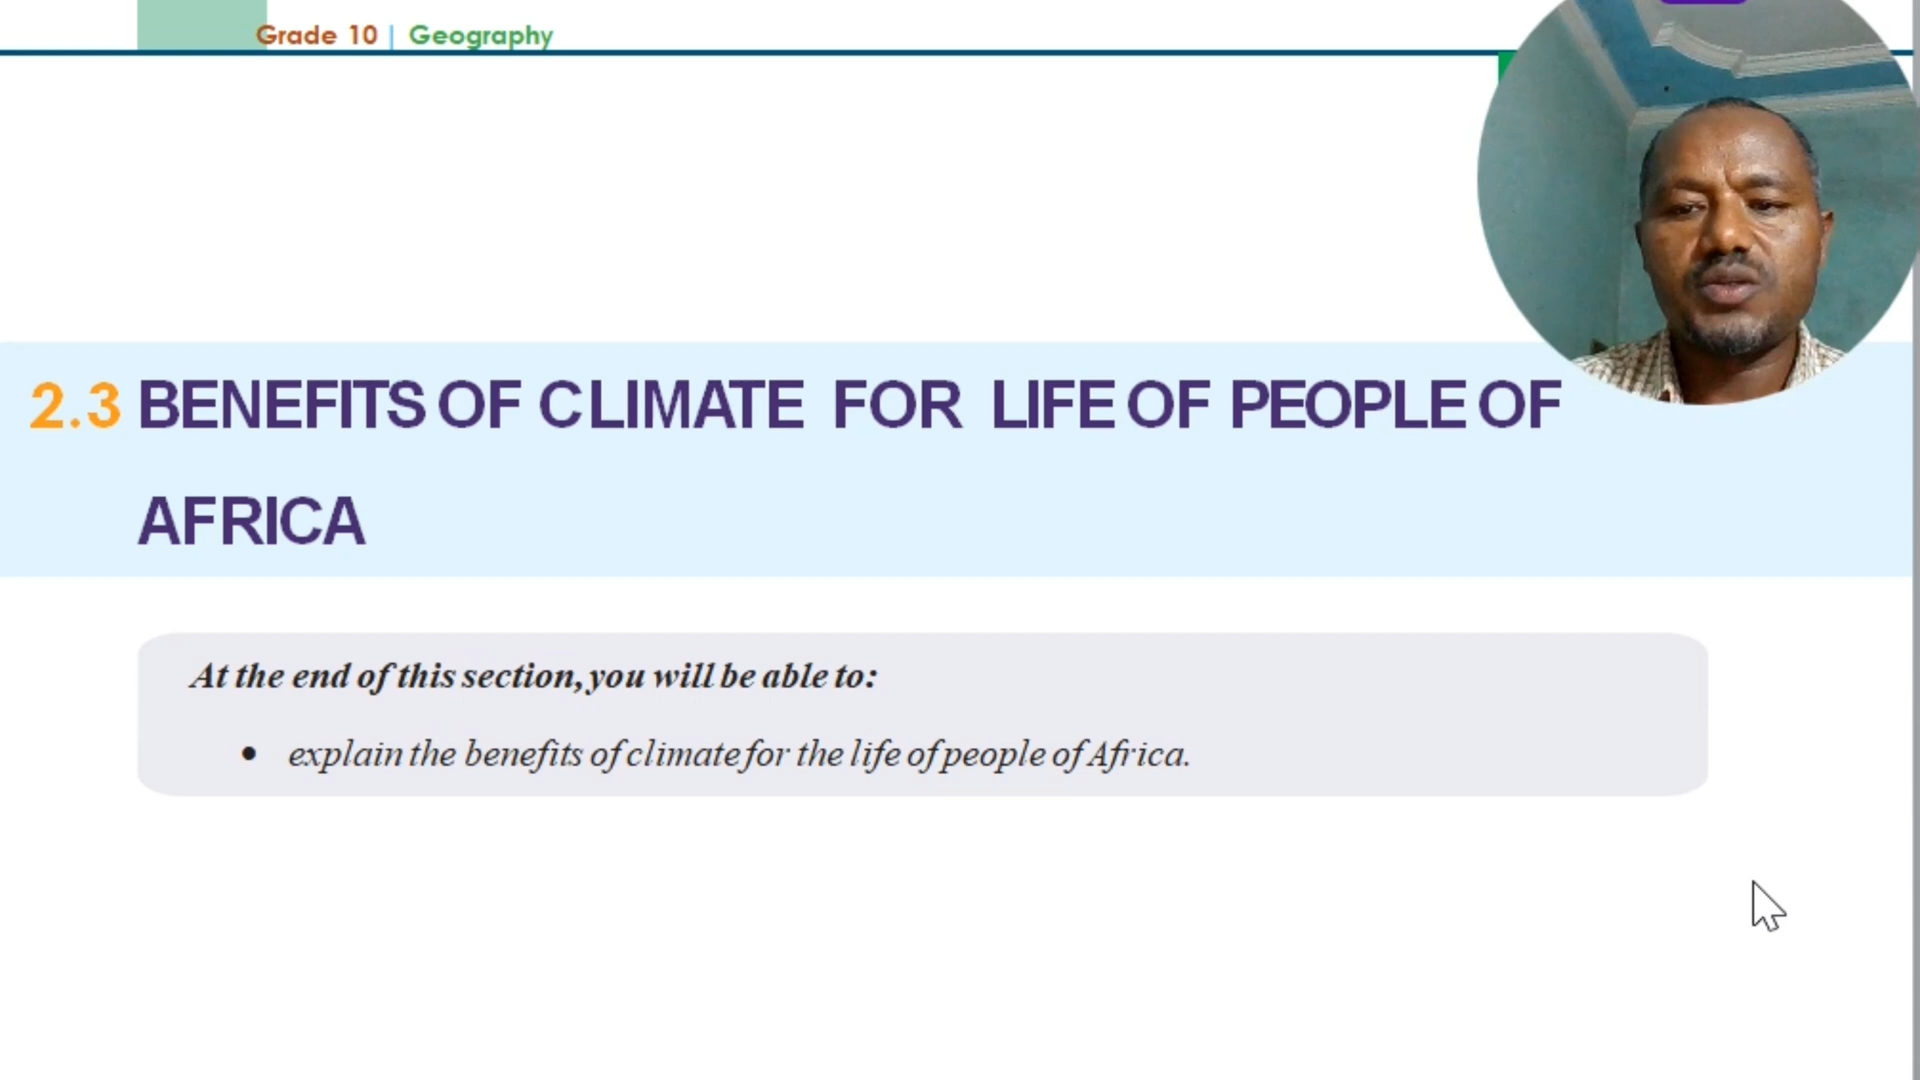 Grade 10 | Geography
2.3 BENEFITS OF CLIMATE FOR LIFE OF PEOPLE OF
AFRICA
At the end of this section, you will be able to:
• explain the benefits of climate for the life of people of Africa.